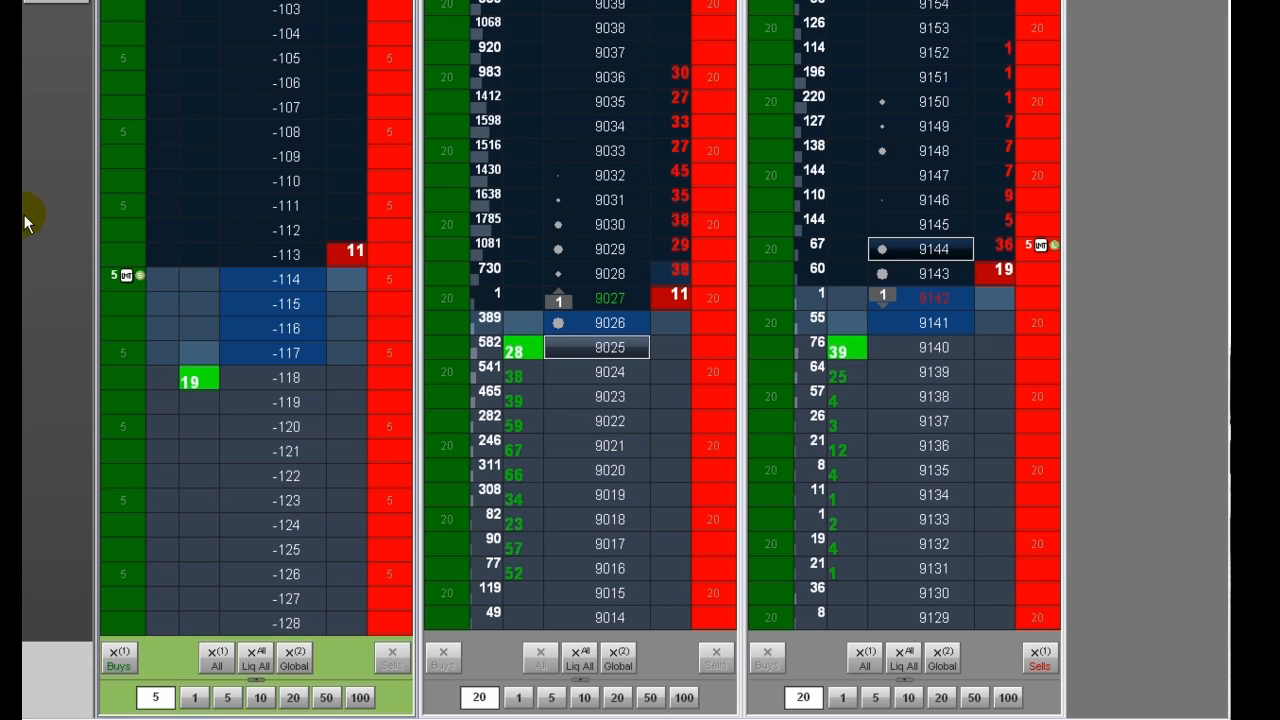 -103
-104
5 -105 5
-106
-107
5 -108 5
-109
-110
5 -111 5
-112
-113 11
5 LMT S -114 5
-115
-116
5 -117 5
19 -118
-119
5 -120 5
-121
-122
5 -123 5
-124
-125
5 -126 5
-127
-128
X(1) Buys
X(1) All
XAll Liq All
X(2) Global
X Sells
5 1 5 10 20 50 100
20 9039 20
1068 9038
920 9037
20 983 9036 30 20
1412 9035 27
1598 9034 33
20 1516 9033 27 20
1430 9032 45
1638 9031 35
20 1785 9030 38 20
1081 9029 29
730 9028 38
20 1 1 9027 11 20
389 9026
582 28 9025
20 541 38 9024 20
465 39 9023
282 59 9022
20 246 67 9021 20
311 66 9020
308 34 9019
20 82 23 9018 20
90 57 9017
77 52 9016
20 119 9015 20
49 9014
X Buys
X All
XAll Liq All
X(2) Global
X Sells
20 1 5 10 20 50 100
9154
20 126 9153 20
114 9152 1
196 9151 1
20 220 9150 1 20
127 9149 7
138 9148 7
20 144 9147 7 20
110 9146 9
144 9145 5
20 67 9144 36 5 LMT
60 9143 19
1 1 9142
20 55 9141 20
76 39 9140
64 25 9139
20 57 4 9138 20
26 3 9137
21 12 9136
20 8 4 9135 20
11 1 9134
1 2 9133
20 19 4 9132 20
21 1 9131
36 9130
20 8 9129 20
X Buys
X(1) All
XAll Liq All
X(2) Global
X(1) Sells
20 1 5 10 20 50 100